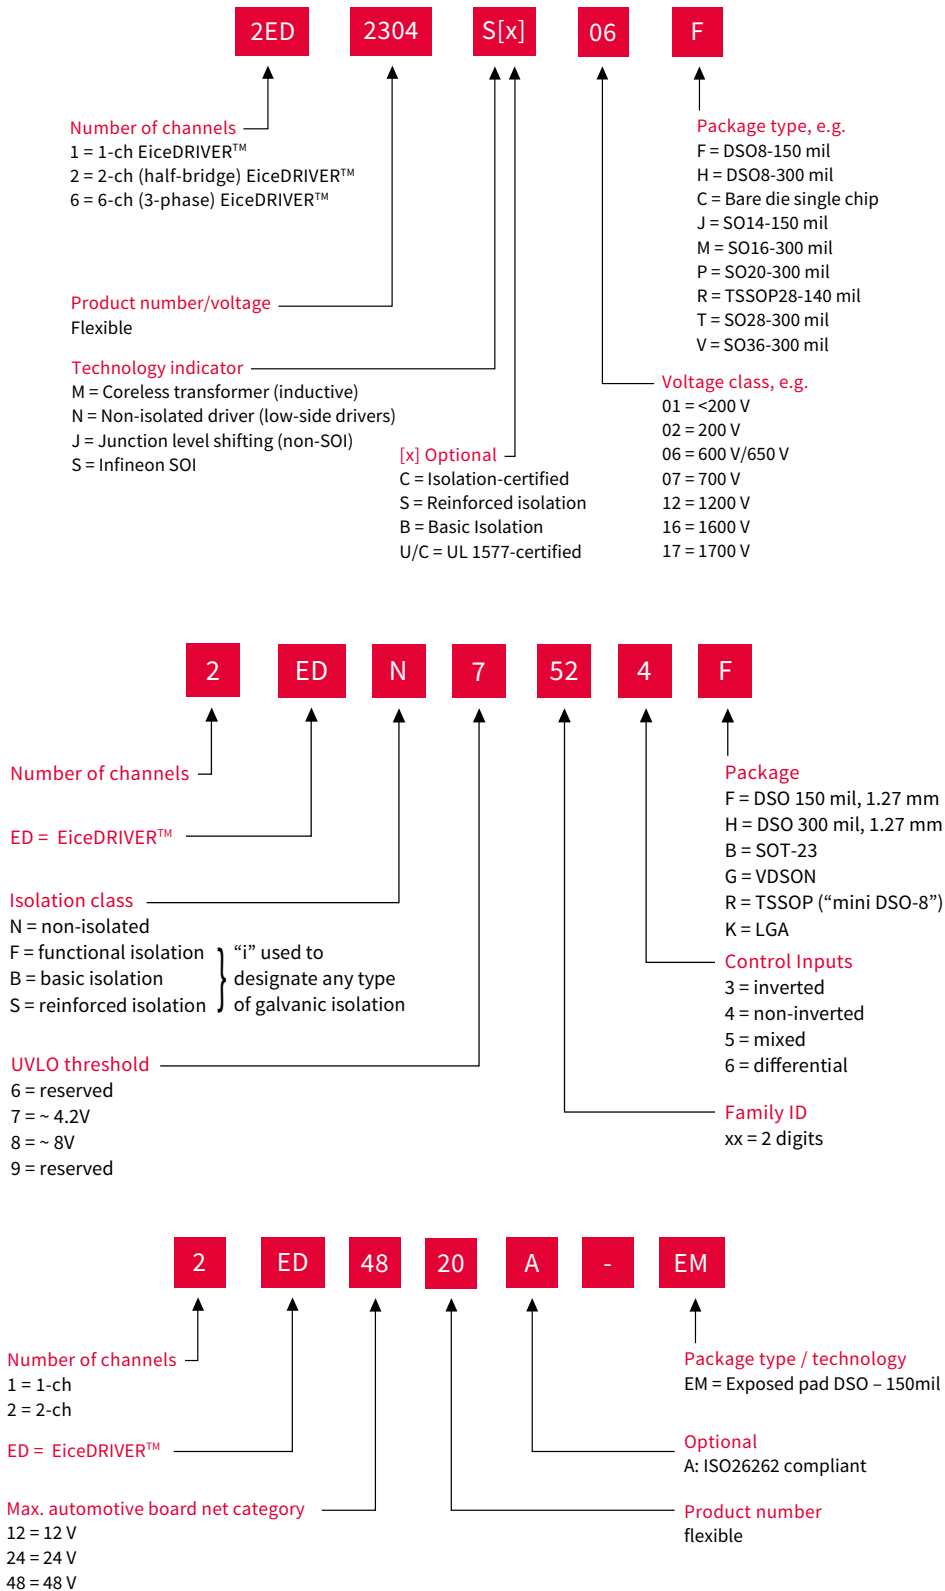 2ED 2304 S[x] 06 F
Number of channels
1 = 1-ch EiceDRIVER™
2 = 2-ch (half-bridge) EiceDRIVER™
6 = 6-ch (3-phase) EiceDRIVER™
Product number/voltage
Flexible
Technology indicator
M = Coreless transformer (inductive)
N = Non-isolated driver (low-side drivers)
J = Junction level shifting (non-SOI)
S = Infineon SOI
[x] Optional
C = Isolation-certified
S = Reinforced isolation
B = Basic Isolation
U/C = UL 1577-certified
Package type, e.g.
F = DSO8-150 mil
H = DSO8-300 mil
C = Bare die single chip
J = SO14-150 mil
M = SO16-300 mil
P = SO20-300 mil
R = TSSOP28-140 mil
T = SO28-300 mil
V = SO36-300 mil
Voltage class, e.g.
01 = <200 V
02 = 200 V
06 = 600 V/650 V
07 = 700 V
12 = 1200 V
16 = 1600 V
17 = 1700 V
2 ED N 7 52 4 F
Number of channels
ED = EiceDRIVER™
Isolation class
N = non-isolated
F = functional isolation
B = basic isolation
S = reinforced isolation
“i” used to
designate any type
of galvanic isolation
UVLO threshold
6 = reserved
7 = ~ 4.2V
8 = ~ 8V
9 = reserved
Package
F = DSO 150 mil, 1.27 mm
H = DSO 300 mil, 1.27 mm
B = SOT-23
G = VDSON
R = TSSOP (“mini DSO-8”)
K = LGA
Control Inputs
3 = inverted
4 = non-inverted
5 = mixed
6 = differential
Family ID
xx = 2 digits
2 ED 48 20 A - EM
Number of channels
1 = 1-ch
2 = 2-ch
ED = EiceDRIVER™
Max. automotive board net category
12 = 12 V
24 = 24 V
48 = 48 V
Package type / technology
EM = Exposed pad DSO – 150mil
Optional
A: ISO26262 compliant
Product number
flexible